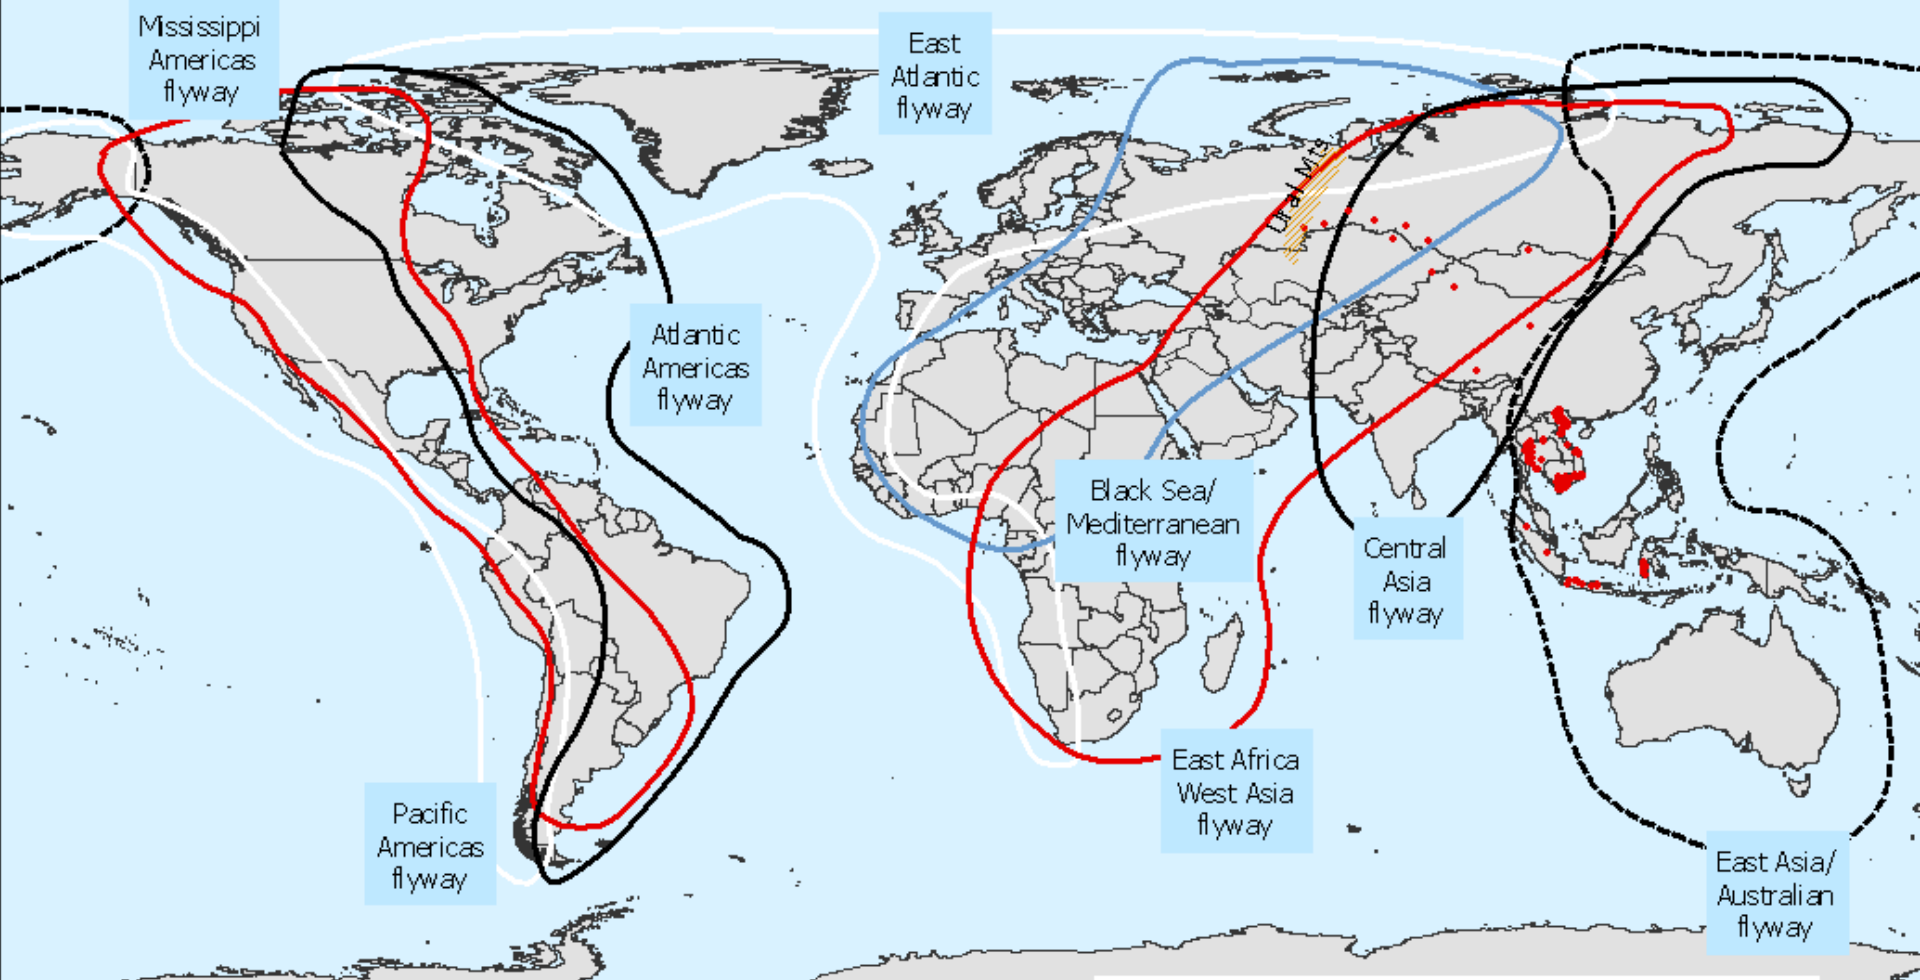 Mississippi
Americas
flyway
East
Atlantic
flyway
Ural Mts
Atlantic
Americas
flyway
Black Sea/
Mediterranean
flyway
Central
Asia
flyway
East Africa
West Asia
flyway
Pacific
Americas
flyway
East Asia/
Australian
flyway